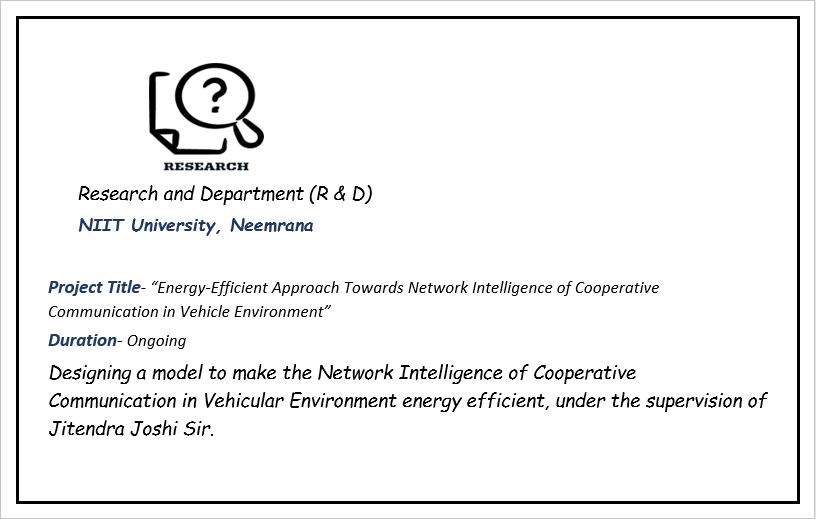 ?
RESEARCH
Research and Department (R & D)
NIIT University, Neemrana
Project Title- “Energy-Efficient Approach Towards Network Intelligence of Cooperative
Communication in Vehicle Environment”
Duration- Ongoing
Designing a model to make the Network Intelligence of Cooperative
Communication in Vehicular Environment energy efficient, under the supervision of
Jitendra Joshi Sir.